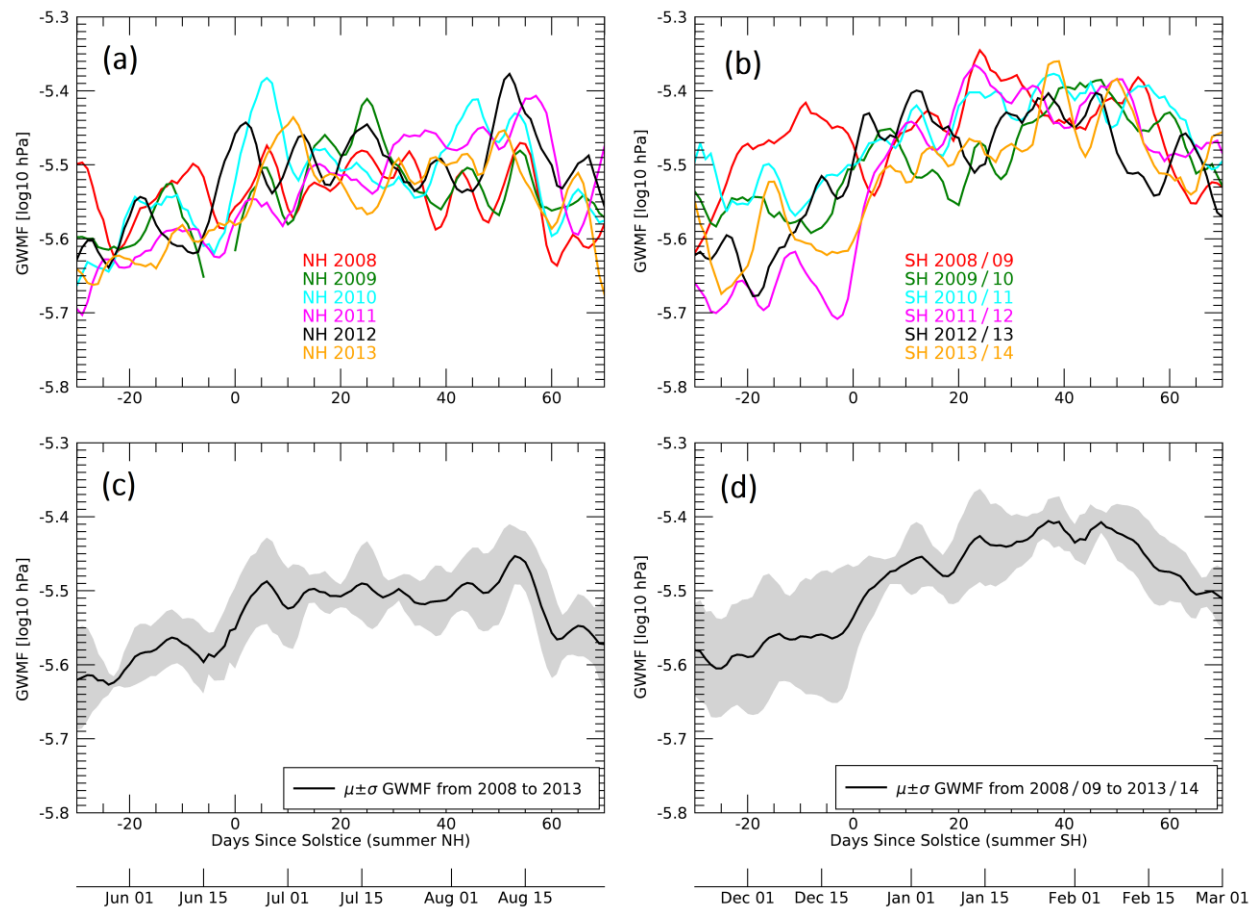 (a)
GWMF [log10 hPa]
-5.3
-5.4
-5.5
-5.6
-5.7
-5.8
-20 0 20 40 60
NH 2008
NH 2009
NH 2010
NH 2011
NH 2012
NH 2013
(b)
GWMF [log10 hPa]
-5.3
-5.4
-5.5
-5.6
-5.7
-5.8
-20 0 20 40 60
SH 2008/09
SH 2009/10
SH 2010/11
SH 2011/12
SH 2012/13
SH 2013/14
(c)
GWMF [log10 hPa]
-5.3
-5.4
-5.5
-5.6
-5.7
-5.8
μ±σ GWMF from 2008 to 2013
-20 0 20 40 60
Days Since Solstice (summer NH)
Jun 01 Jun 15 Jul 01 Jul 15 Aug 01 Aug 15
(d)
GWMF [log10 hPa]
-5.3
-5.4
-5.5
-5.6
-5.7
-5.8
μ±σ GWMF from 2008/09 to 2013/14
-20 0 20 40 60
Days Since Solstice (summer SH)
Dec 01 Dec 15 Jan 01 Jan 15 Feb 01 Feb 15 Mar 01